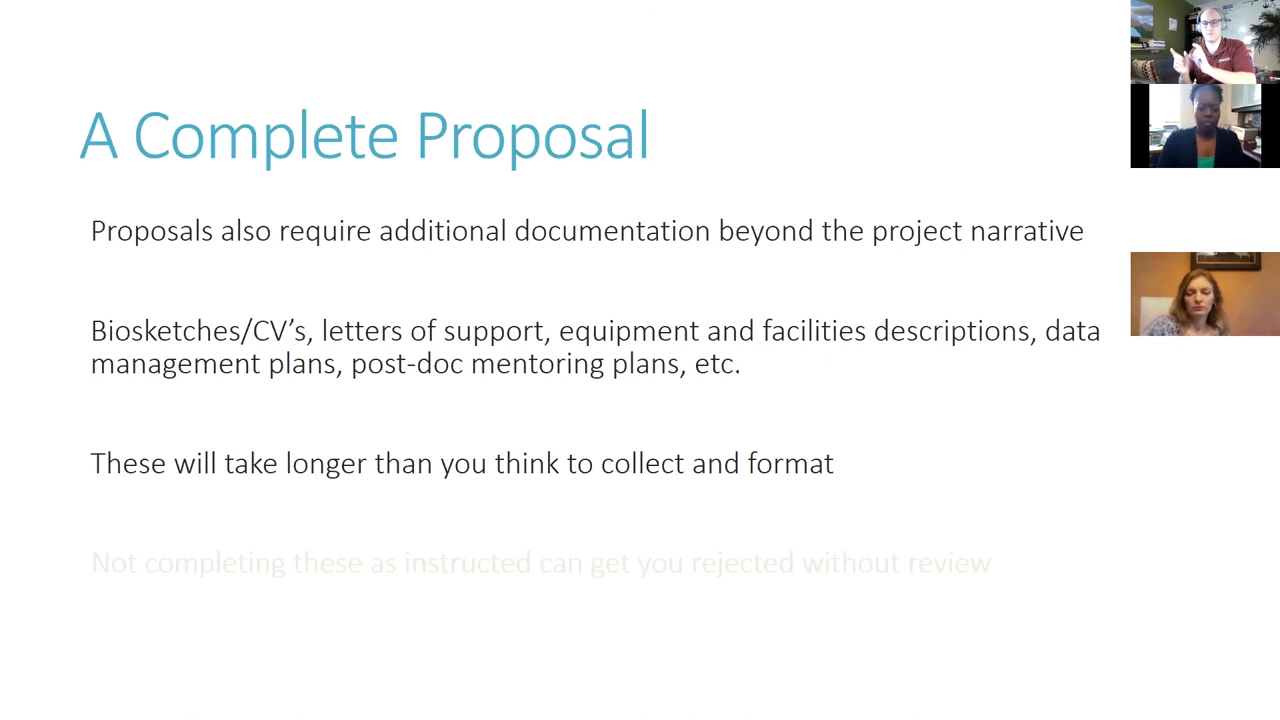 A Complete Proposal
Proposals also require additional documentation beyond the project narrative
Biosketches/CV’s, letters of support, equipment and facilities descriptions, data
management plans, post-doc mentoring plans, etc.
These will take longer than you think to collect and format
Not completing these as instructed can get you rejected without review